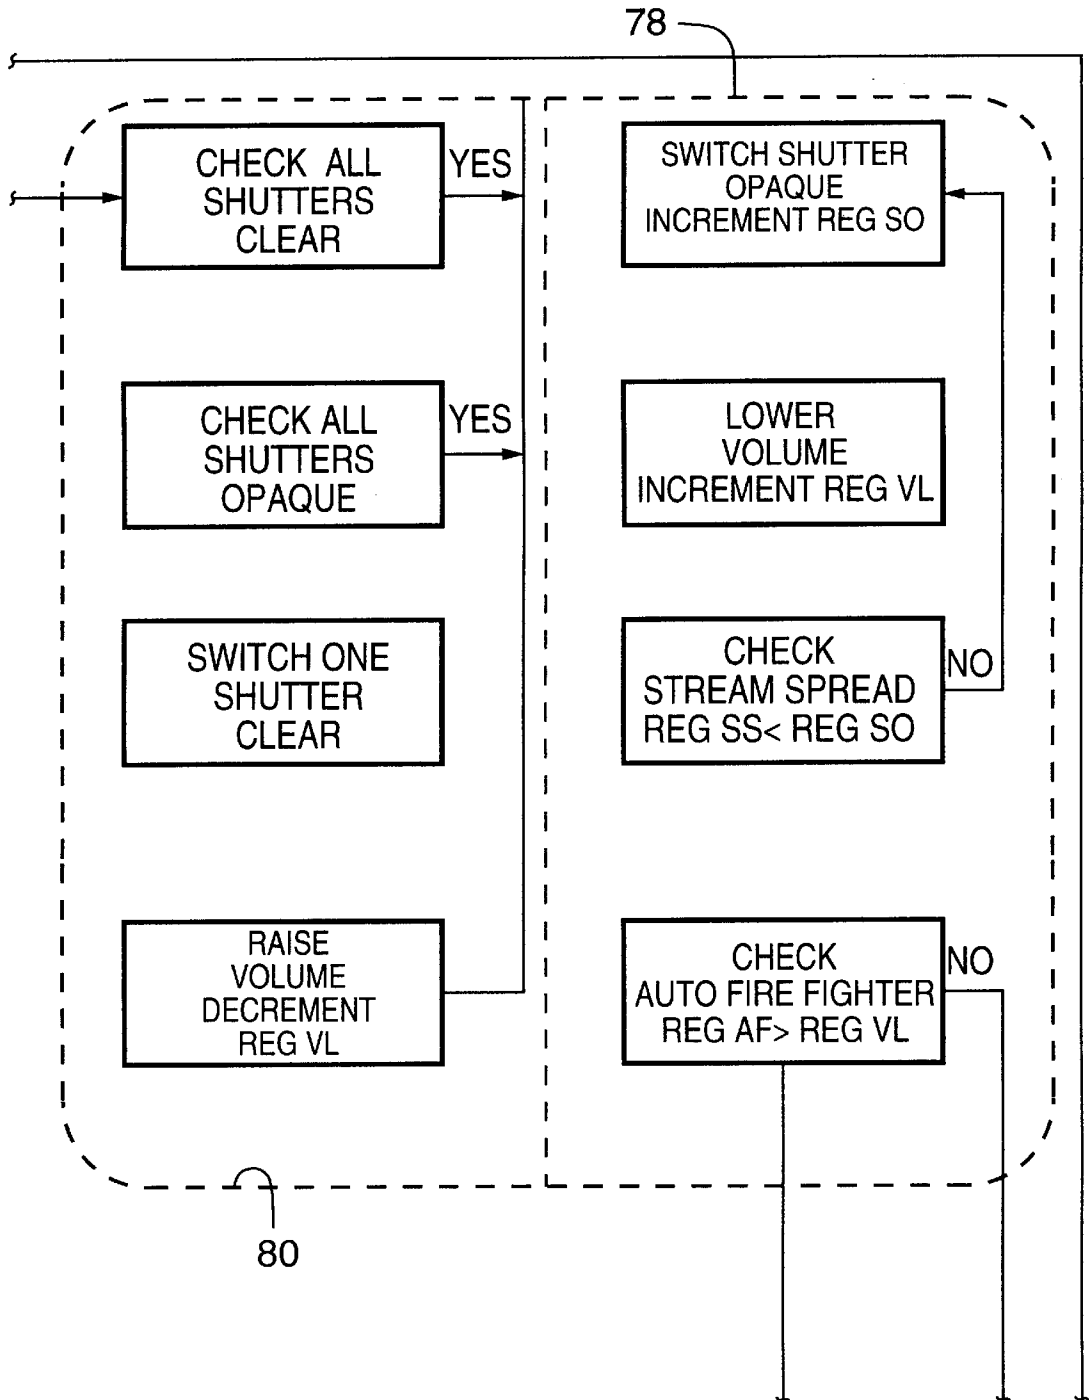 78
CHECK ALL
SHUTTERS
CLEAR
YES
CHECK ALL
SHUTTERS
OPAQUE
YES
SWITCH ONE
SHUTTER
CLEAR
RAISE
VOLUME
DECREMENT
REG VL
SWITCH SHUTTER
OPAQUE
INCREMENT REG SO
LOWER
VOLUME
INCREMENT REG VL
CHECK
STREAM SPREAD
REG SS< REG SO
NO
CHECK
AUTO FIRE FIGHTER
REG AF> REG VL
NO
80